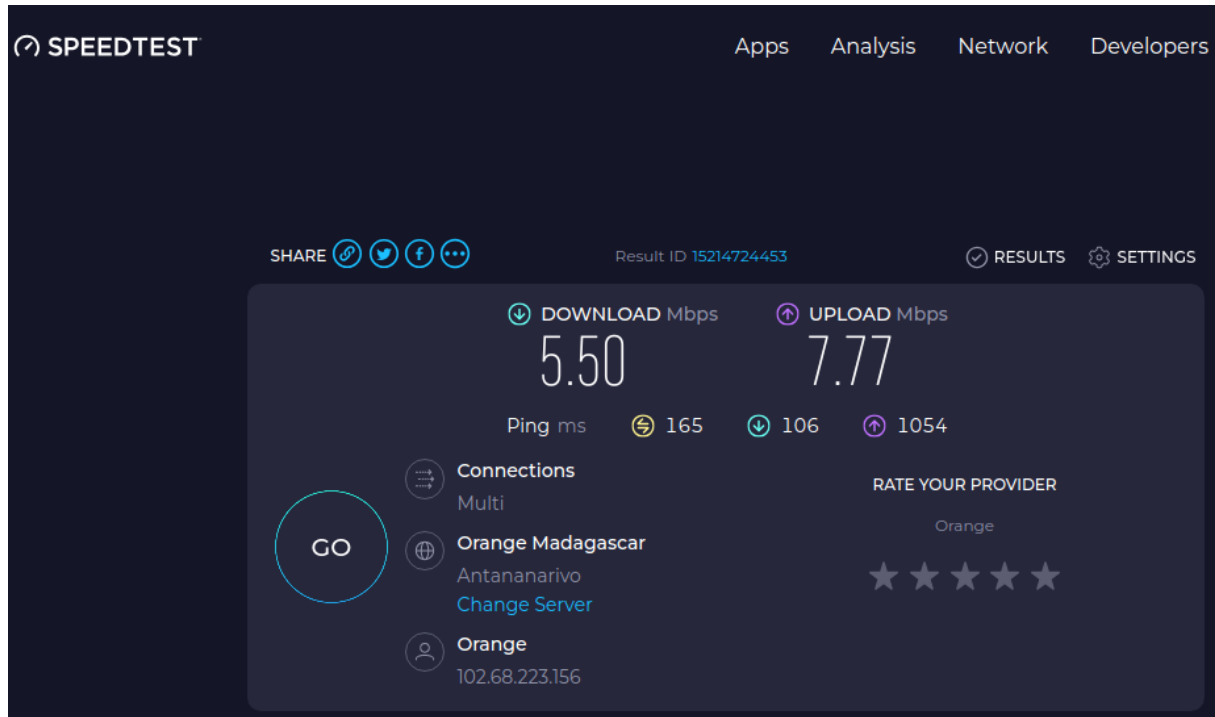 SPEEDTEST
Apps Analysis Network Developers
SHARE Result ID 15214724453 RESULTS SETTINGS
DOWNLOAD Mbps UPLOAD Mbps
5.50 7.77
Ping ms 165 106 1054
Connections
Multi
RATE YOUR PROVIDER
Orange
GO
Orange Madagascar
Antananarivo
Change Server
Orange
102.68.223.156